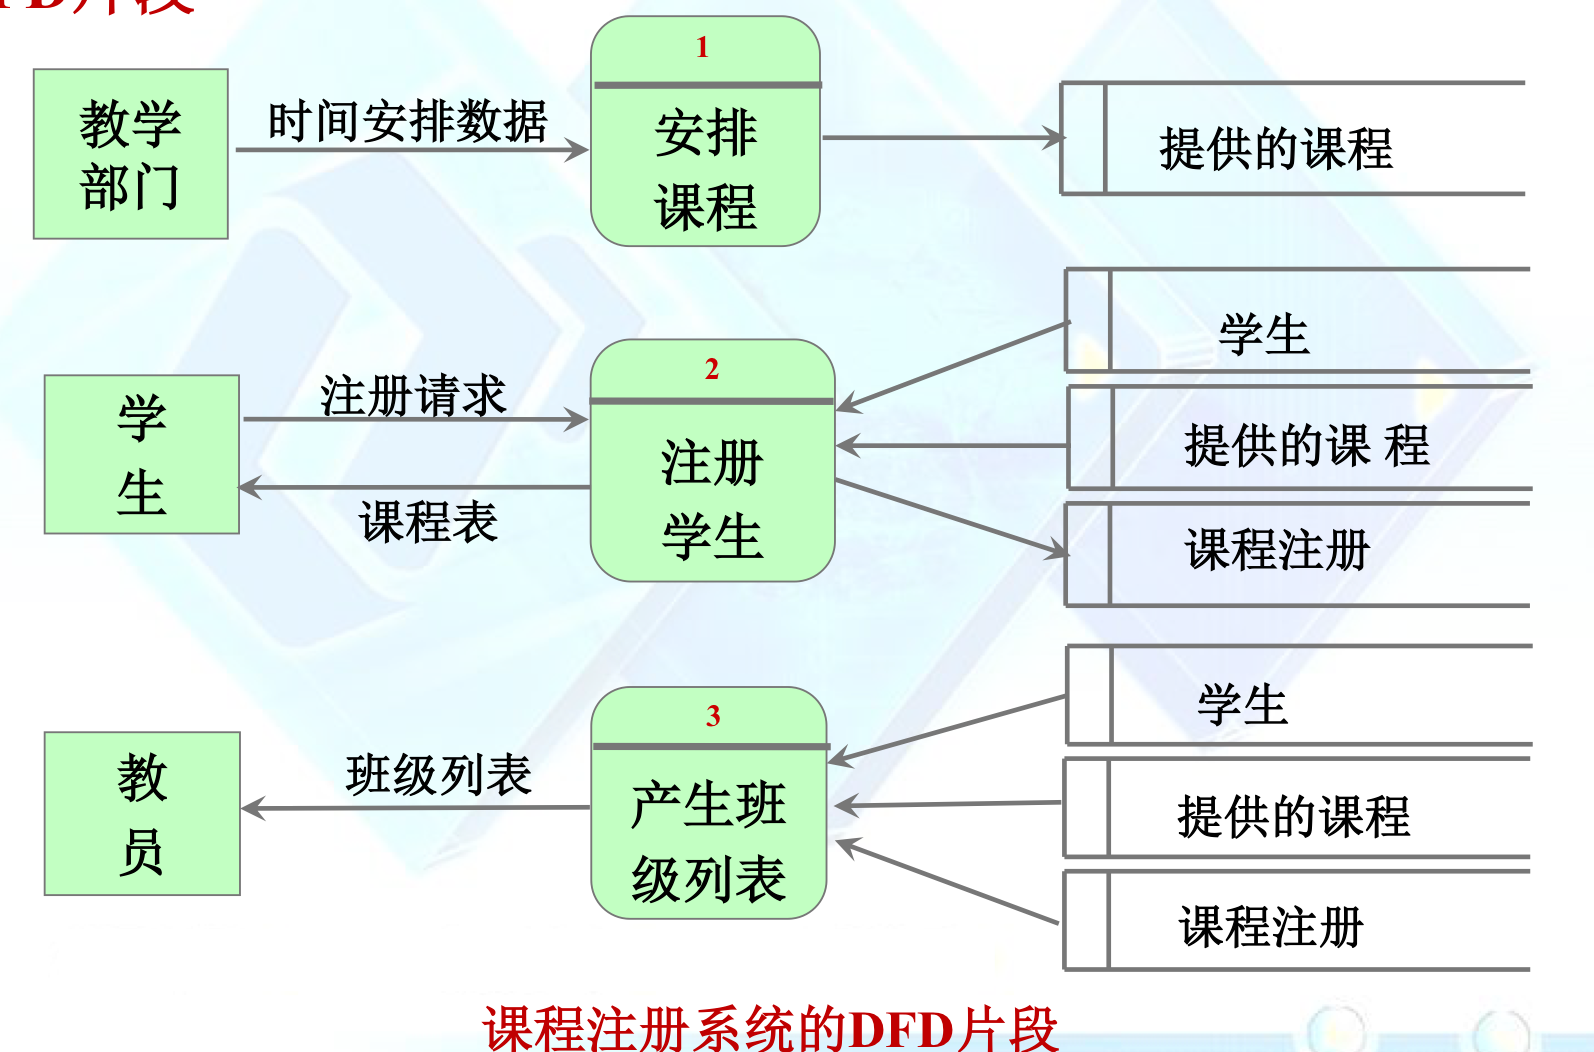 FD片段
1
教学
部门
时间安排数据
安排
课程
提供的课程
2
学
生
注册请求
课程表
注册
学生
学生
提供的课 程
课程注册
3
教
员
班级列表
产生班
级列表
学生
提供的课程
课程注册
课程注册系统的DFD片段